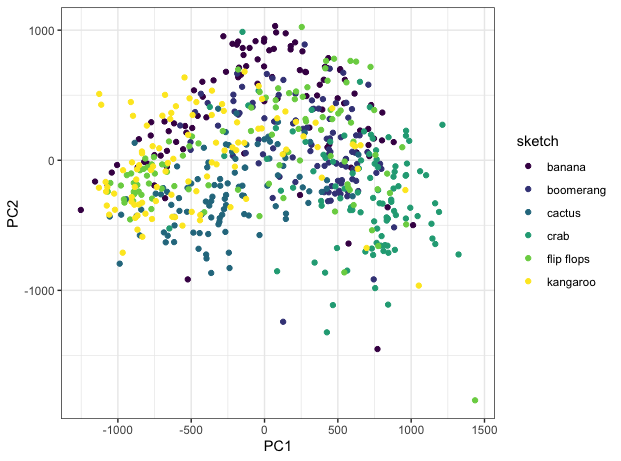 1000
0
-1000
PC2
-1000
-500
0
500
1000
1500
PC1
sketch
banana
boomerang
cactus
crab
flip flops
kangaroo